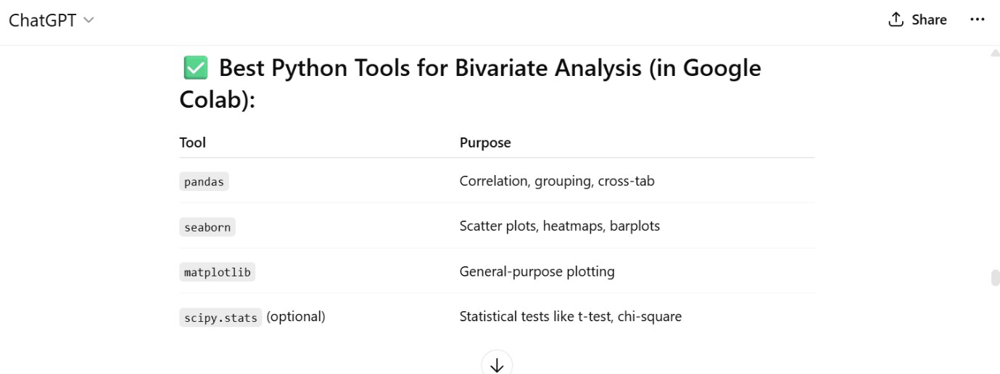 ChatGPT
Share
✅ Best Python Tools for Bivariate Analysis (in Google
Colab):
Tool Purpose
pandas Correlation, grouping, cross-tab
seaborn Scatter plots, heatmaps, barplots
matplotlib General-purpose plotting
scipy.stats (optional) Statistical tests like t-test, chi-square